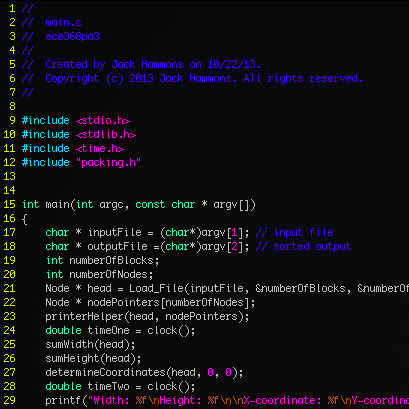 1 //
2 //  main.c
3 //  ece368pa3
4 //
5 //  Created by Jack Hammons on 10/22/13.
6 //  Copyright (c) 2013 Jack Hammons. All rights reserved.
7 //
8
9 #include <stdio.h>
10 #include <stdlib.h>
11 #include <time.h>
12 #include "packing.h"
13
14
15 int main(int argc, const char * argv[])
16 {
17     char * inputFile =(char*)argv[1]; // input file
18     char * outputFile =(char*)argv[2]; // sorted output
19     int numberOfBlocks;
20     int numberOfNodes;
21     Node * head = Load_File(inputFile, &numberOfBlocks, &numberOf
22     Node * nodePointers[numberOfNodes];
23     printerHelper(head, nodePointers);
24     double timeOne = clock();
25     sumWidth(head);
26     sumHeight(head);
27     determineCoordinates(head, 0, 0);
28     double timeTwo = clock();
29     printf("Width: %f\nHeight: %f\n\nX-coordinate: %f\nY-coordin